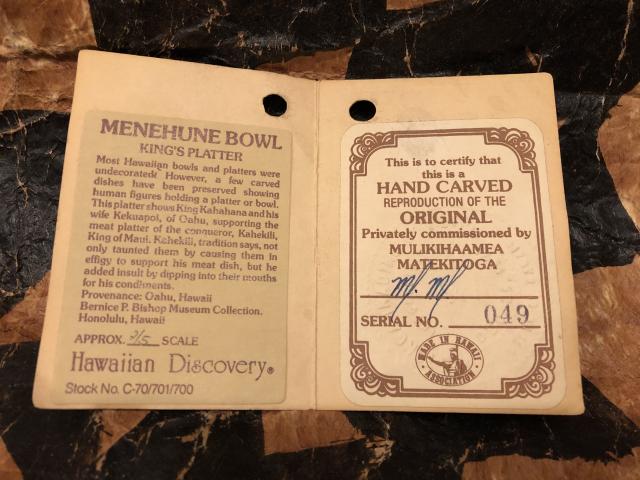 MENEHUNE BOWL
KING'S PLATTER
Most Hawaiian bowls and platters were
undecorated. However, a few carved
dishes have been preserved showing
human figures holding a platter or bowl.
This platter shows King Kahahana and his
wife Kekuapoi, of Oahu, supporting the
meat platter of the conqueror, Kahekili,
King of Maui. Kahekili, tradition says, not
only taunted them by causing them in
effigy to support his meat dish, but he
added insult by dipping into their mouths
for his condiments.
Provenance: Oahu, Hawaii
Bernice P. Bishop Museum Collection.
Honolulu, Hawaii
APPROX. 2/5 SCALE
Hawaiian Discovery®
Stock No. C-70/701/700
This is to certify that
this is a
HAND CARVED
REPRODUCTION OF THE
ORIGINAL
Privately commissioned by
MULIKIHAAMEA
MATEKITOGA
M. M
SERIAL NO. 049
MADE IN HAWAII
ASSOCIATION